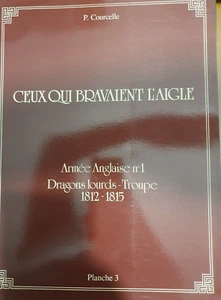 P. Courcelle
CEUX QUI BRAVAIENT L'AIGLE
Armée Anglaise n°1
Dragons lourds - Troupe
1812 - 1815
Planche 3